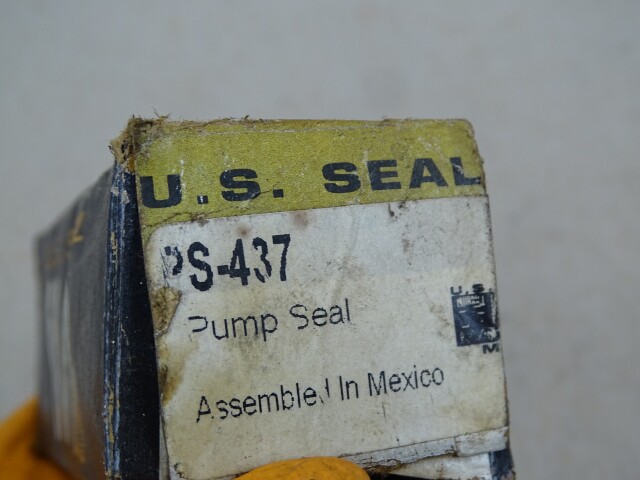 U.S. SEAL
PS-437
Pump Seal
Assembled In Mexico
U.S.